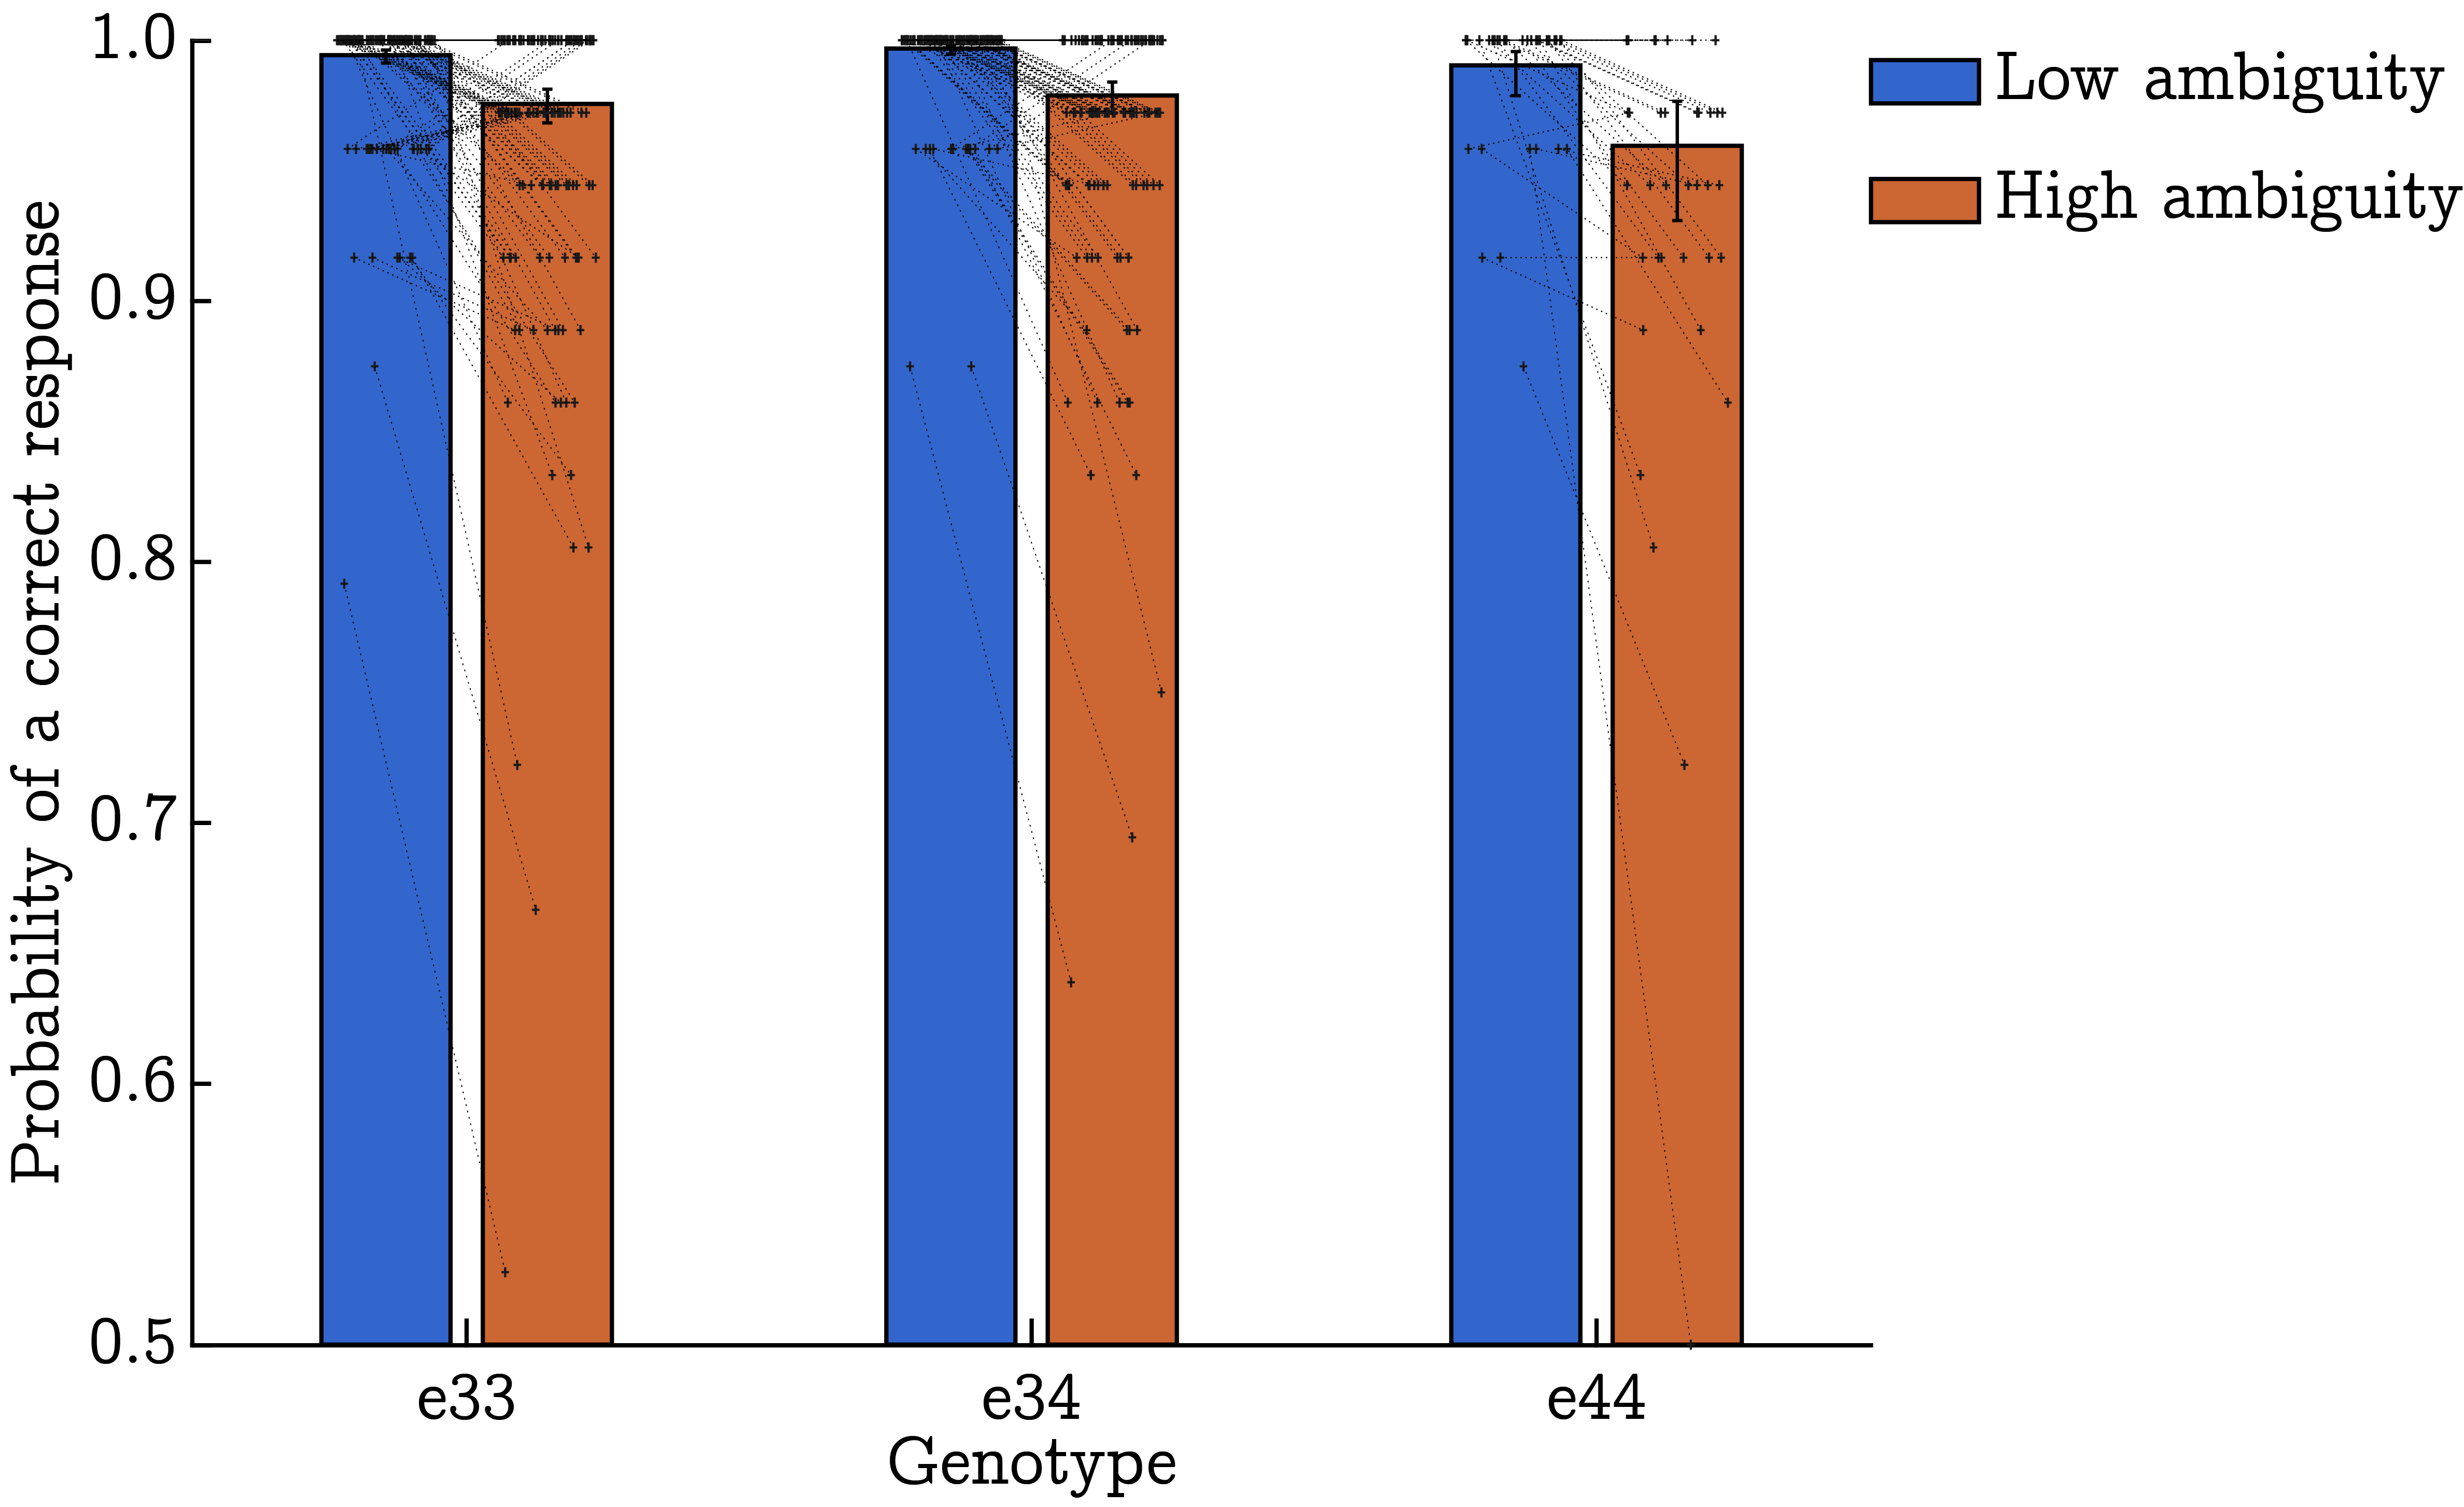 Probability of a correct response
1.0
0.9
0.8
0.7
0.6
0.5
e33
e34
e44
Genotype
Low ambiguity
High ambiguity